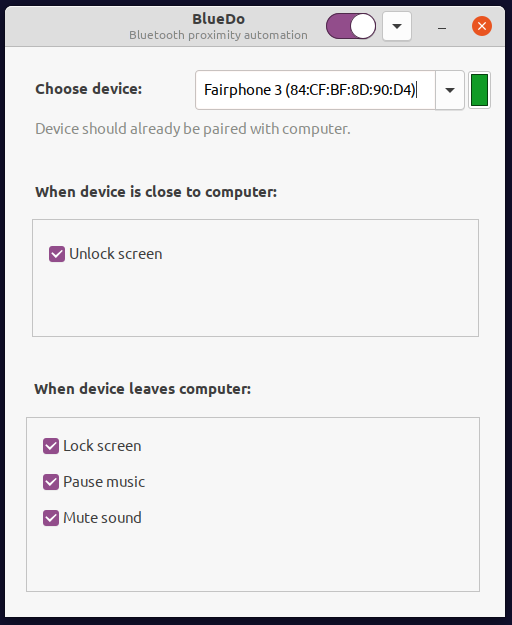 BlueDo
Bluetooth proximity automation
Choose device:
Fairphone 3 (84:CF:BF:8D:90:D4)
Device should already be paired with computer.
When device is close to computer:
Unlock screen
When device leaves computer:
Lock screen
Pause music
Mute sound